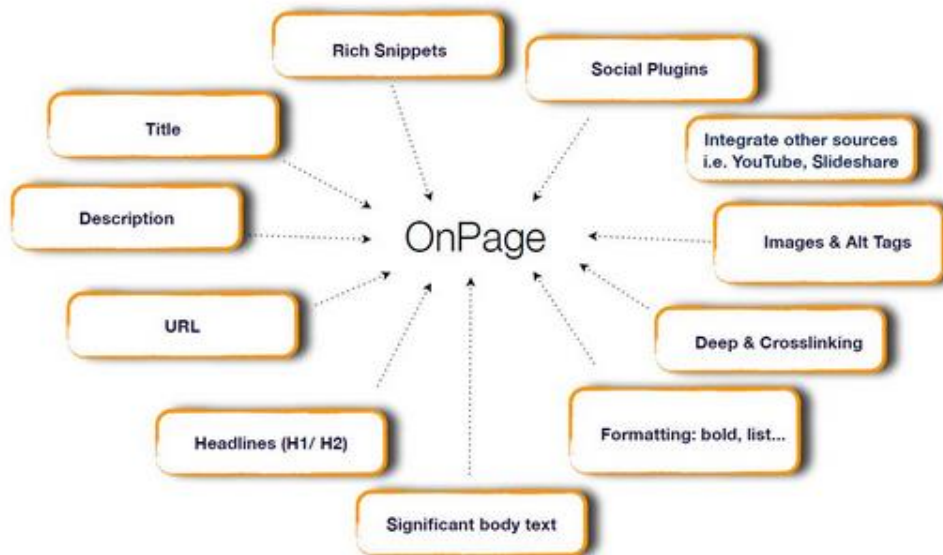 Rich Snippets
Social Plugins
Title
Integrate other sources
i.e. YouTube, Slideshare
Description
OnPage
Images & Alt Tags
URL
Deep & Crosslinking
Headlines (H1/ H2)
Formatting: bold, list...
Significant body text